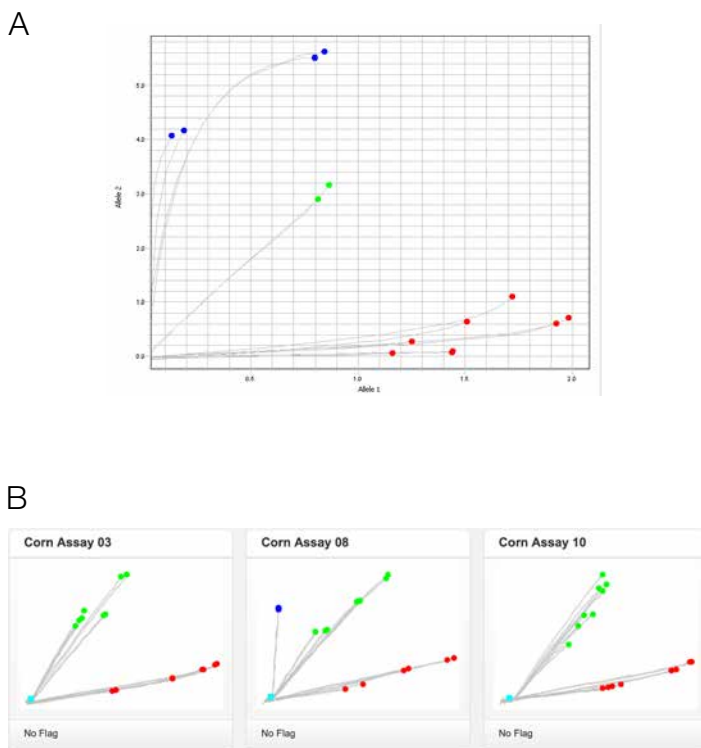 A
5.0
4.0
3.0
2.0
1.0
0.0
Allele 2
0.5
1.0
1.5
2.0
Allele 1
B
Corn Assay 03
Corn Assay 08
Corn Assay 10
No Flag
No Flag
No Flag